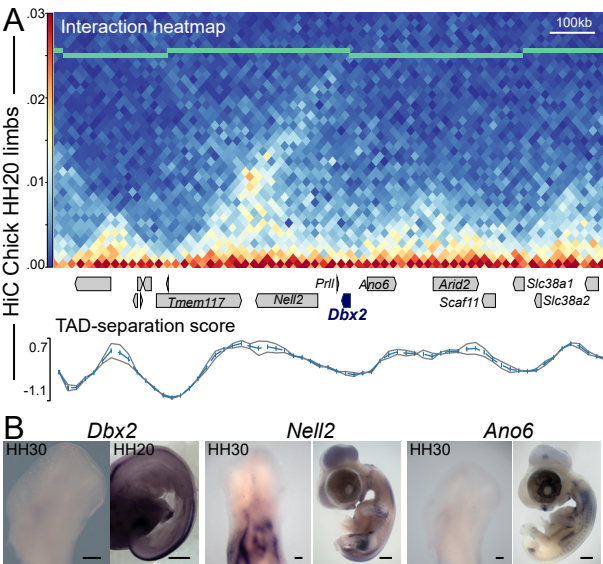 A
Interaction heatmap
100kb
HiC Chick HH20 limbs
.03
.02
.01
.00
Prll
Ano6
Arid2
Slc38a1
Tmem117
Nell2
Dbx2
Scaf11
Slc38a2
TAD-separation score
0.7
-1.1
B
Dbx2
Nell2
Ano6
HH30
HH20
HH30
HH30